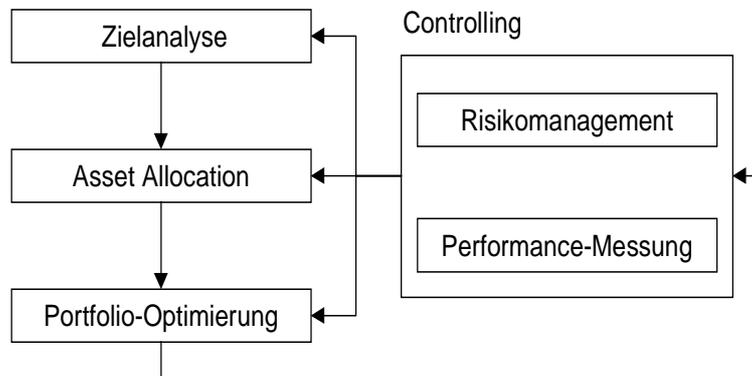 Zielanalyse
Asset Allocation
Portfolio-Optimierung
Controlling
Risikomanagement
Performance-Messung